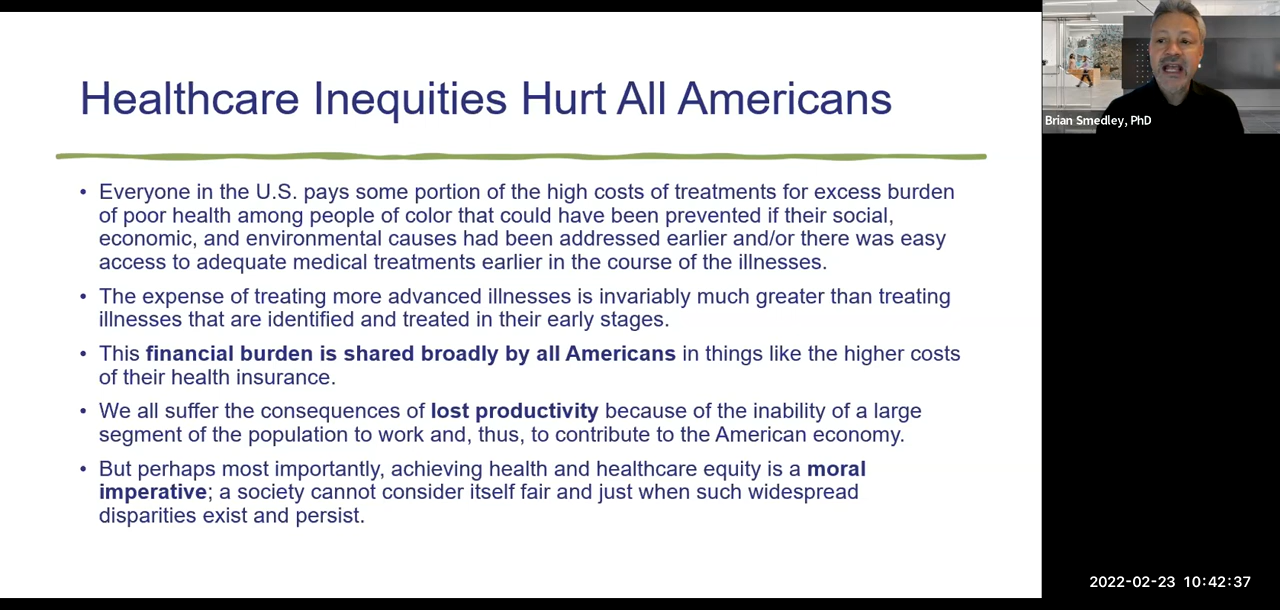 Healthcare Inequities Hurt All Americans
• Everyone in the U.S. pays some portion of the high costs of treatments for excess burden
of poor health among people of color that could have been prevented if their social,
economic, and environmental causes had been addressed earlier and/or there was easy
access to adequate medical treatments earlier in the course of the illnesses.
• The expense of treating more advanced illnesses is invariably much greater than treating
illnesses that are identified and treated in their early stages.
• This financial burden is shared broadly by all Americans in things like the higher costs
of their health insurance.
• We all suffer the consequences of lost productivity because of the inability of a large
segment of the population to work and, thus, to contribute to the American economy.
• But perhaps most importantly, achieving health and healthcare equity is a moral
imperative; a society cannot consider itself fair and just when such widespread
disparities exist and persist.
Brian Smedley, PhD
2022-02-23 10:42:37